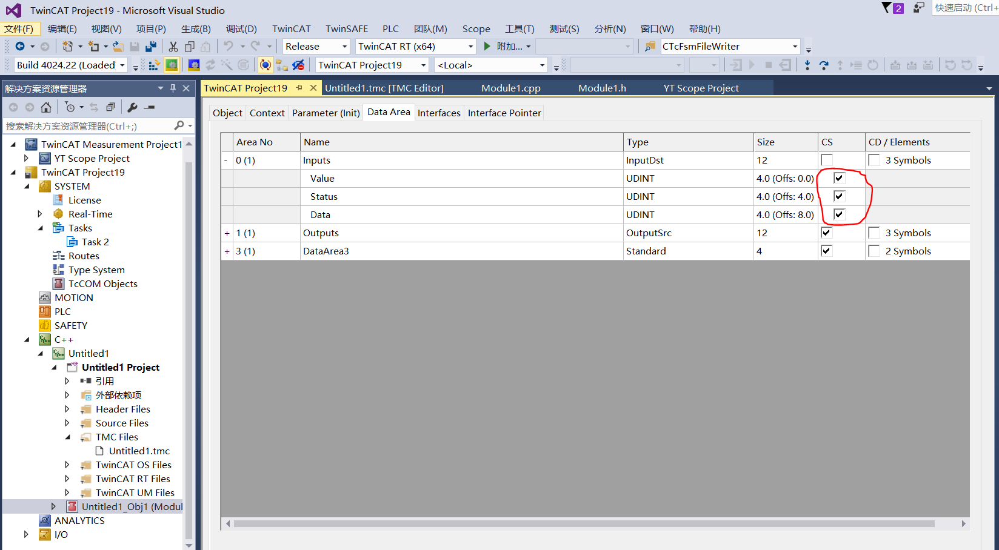 TwinCAT Project19 - Microsoft Visual Studio
2
快速启动 (Ctrl+
文件(F) 编辑(E) 视图(V) 项目(P) 生成(B) 调试(D) TwinCAT TwinSAFE PLC 团队(M) Scope 工具(T) 测试(S) 分析(N) 窗口(W) 帮助(H)
Release TwinCAT RT (x64) 附加... CTcFsmFileWriter
Build 4024.22 (Loaded TwinCAT Project19 <Local>
解决方案资源管理器
搜索解决方案资源管理器(Ctrl+;)
TwinCAT Measurement Project1
YT Scope Project
TwinCAT Project19
SYSTEM
License
Real-Time
Tasks
Task 2
Routes
Type System
TcCOM Objects
MOTION
PLC
SAFETY
C++
Untitled1
Untitled1 Project
引用
外部依赖项
Header Files
Source Files
TMC Files
Untitled1.tmc
TwinCAT OS Files
TwinCAT RT Files
TwinCAT UM Files
Untitled1_Obj1 (Modul
ANALYTICS
I/O
TwinCAT Project19 Untitled1.tmc [TMC Editor] Module1.cpp Module1.h YT Scope Project
Object Context Parameter (Init) Data Area Interfaces Interface Pointer
Area No Name Type Size CS CD / Elements
- 0 (1) Inputs InputDst 12 3 Symbols
Value UDINT 4.0 (Offs: 0.0)
Status UDINT 4.0 (Offs: 4.0)
Data UDINT 4.0 (Offs: 8.0)
+ 1 (1) Outputs OutputSrc 12 3 Symbols
+ 3 (1) DataArea3 Standard 4 2 Symbols